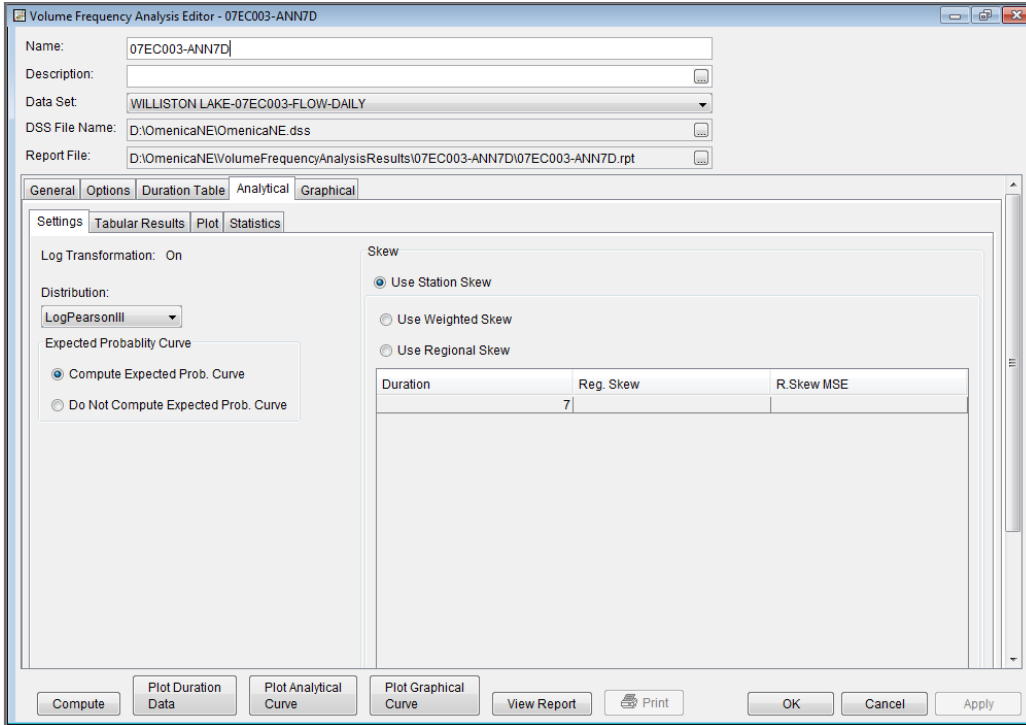 Volume Frequency Analysis Editor - 07EC003-ANN7D
Name: 07EC003-ANN7D
Description: ...
Data Set: WILLISTON LAKE-07EC003-FLOW-DAILY
DSS File Name: D:\OmenicaNE\OmenicaNE.dss ...
Report File: D:\OmenicaNE\VolumeFrequencyAnalysisResults\07EC003-ANN7D\07EC003-ANN7D.rpt ...
General Options Duration Table Analytical Graphical
Settings Tabular Results Plot Statistics
Log Transformation: On
Distribution:
LogPearsonIII
Expected Probablity Curve
Compute Expected Prob. Curve
Do Not Compute Expected Prob. Curve
Skew
Use Station Skew
Use Weighted Skew
Use Regional Skew
Duration Reg. Skew R.Skew MSE
7
Compute Plot Duration Data Plot Analytical Curve Plot Graphical Curve View Report Print OK Cancel Apply